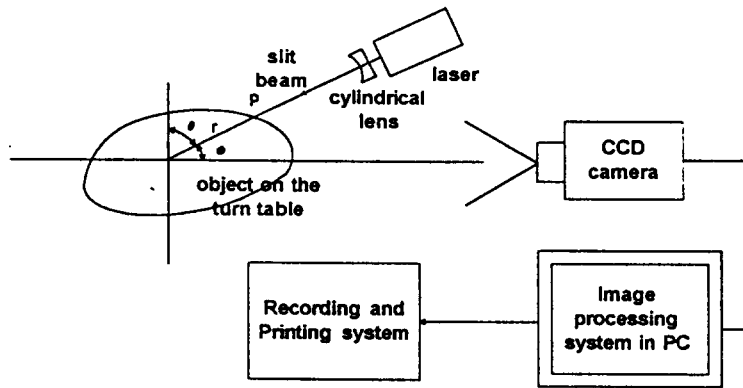 slit
beam
p
laser
cylindrical
lens
θ
r
object on the
turn table
CCD
camera
Recording and
Printing system
Image
processing
system in PC